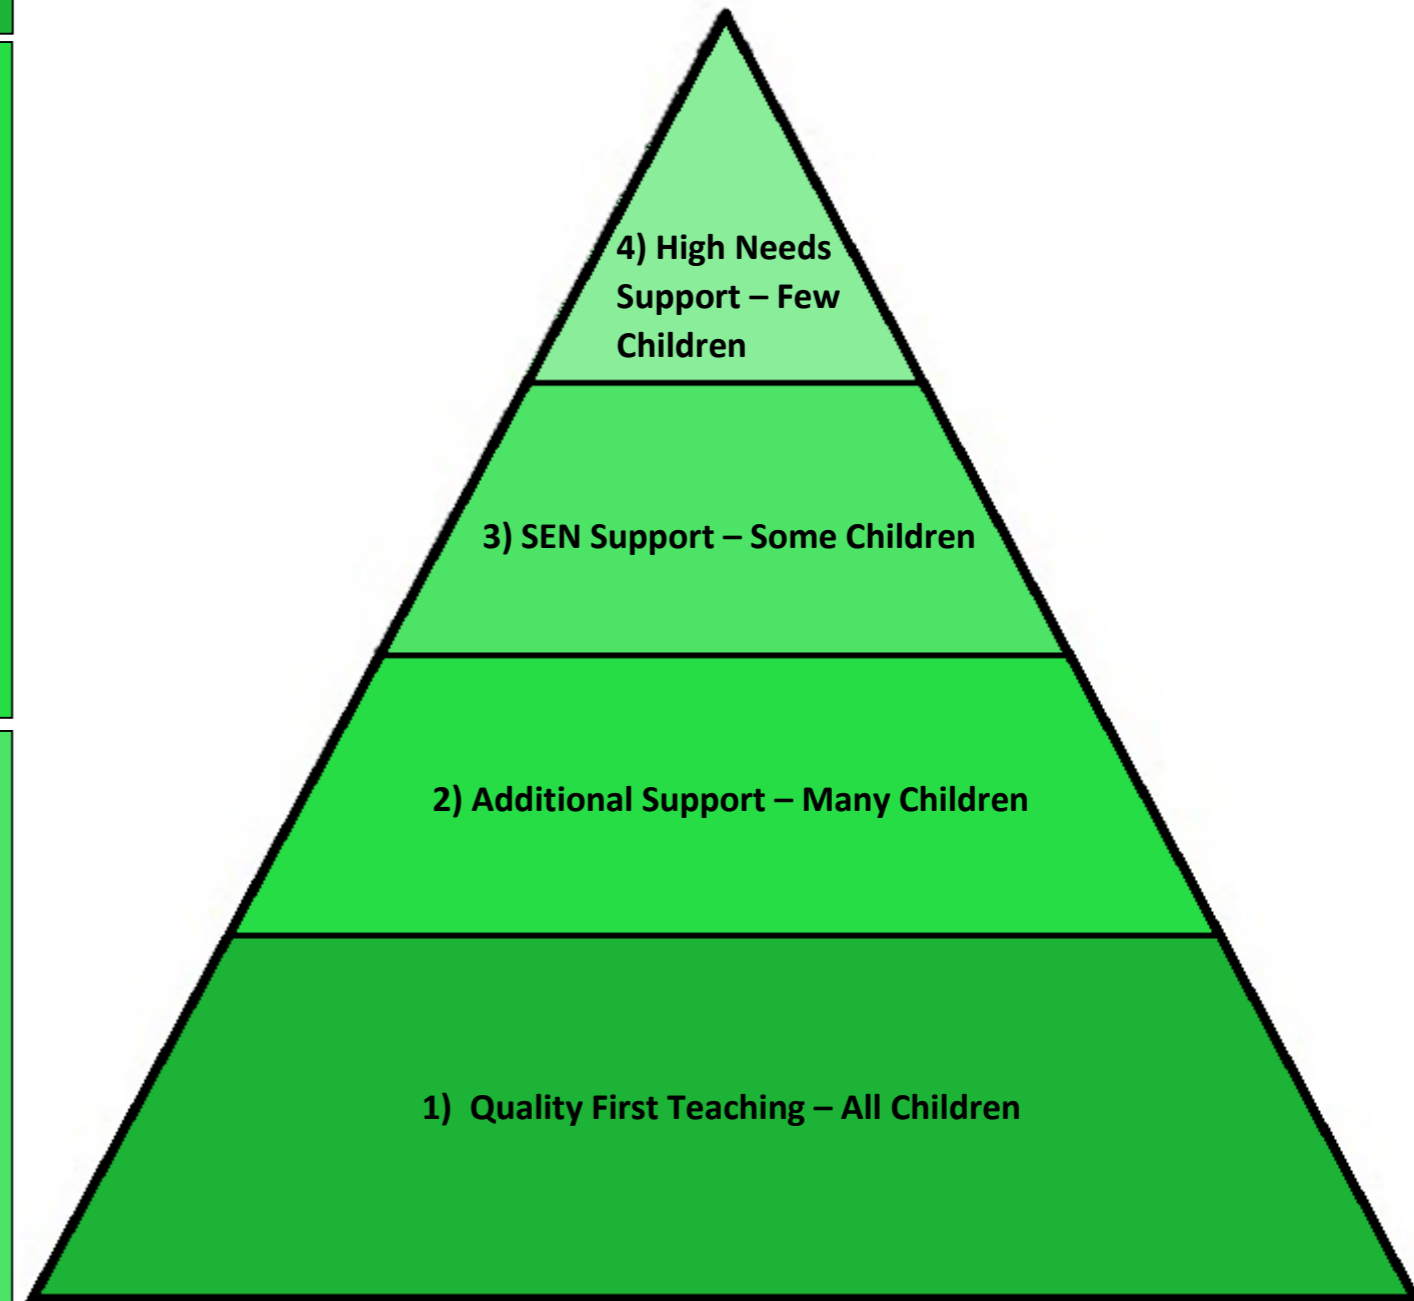 4) High Needs
Support – Few
Children
3) SEN Support – Some Children
2) Additional Support – Many Children
1)  Quality First Teaching – All Children